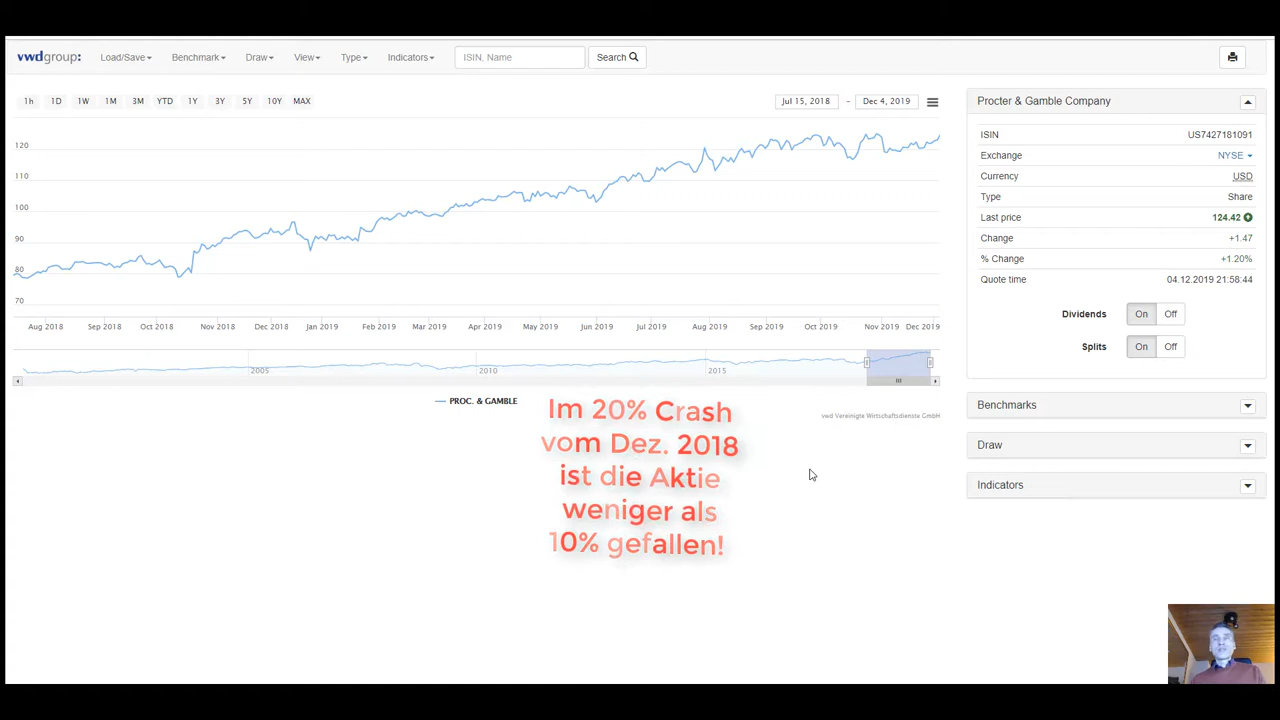 vwdgroup: Load/Save Benchmark Draw View Type Indicators ISIN, Name Search
1h 1D 1W 1M 3M YTD 1Y 3Y 5Y 10Y MAX Jul 15, 2018 - Dec 4, 2019
120
110
100
90
80
70
Aug 2018 Sep 2018 Oct 2018 Nov 2018 Dec 2018 Jan 2019 Feb 2019 Mar 2019 Apr 2019 May 2019 Jun 2019 Jul 2019 Aug 2019 Sep 2019 Oct 2019 Nov 2019 Dec 2019
2005 2010 2015
PROC. & GAMBLE
vwd Vereinigte Wirtschaftsdienste GmbH
Im 20% Crash
vom Dez. 2018
ist die Aktie
weniger als
10% gefallen!
Procter & Gamble Company
ISIN US7427181091
Exchange NYSE
Currency USD
Type Share
Last price 124.42
Change +1.47
% Change +1.20%
Quote time 04.12.2019 21:58:44
Dividends On Off
Splits On Off
Benchmarks
Draw
Indicators